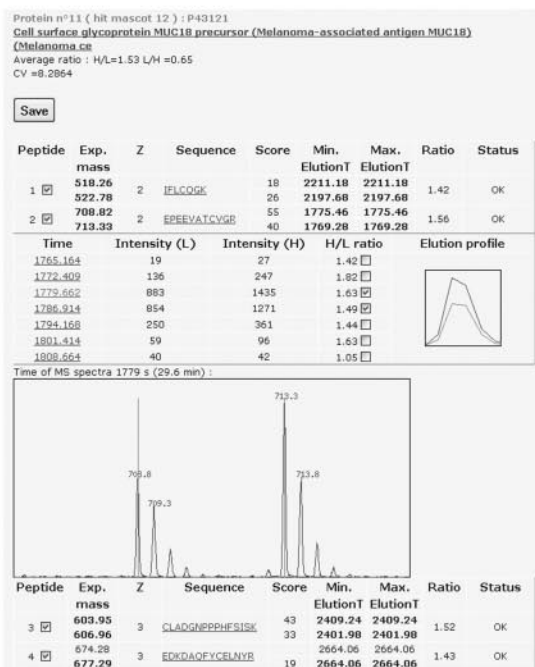 Protein n°11 ( hit mascot 12 ) : P43121
Cell surface glycoprotein MUC18 precursor (Melanoma-associated antigen MUC18)
(Melanoma ce
Average ratio : H/L=1.53 L/H =0.65
CV =8.2864
Save
Peptide Exp. mass Z Sequence Score Min. ElutionT Max. ElutionT Ratio Status
518.26 18 2211.18 2211.18
1 2 IFLCQGK 1.42 OK
522.78 26 2197.68 2197.68
708.82 55 1775.46 1775.46
2 2 EPEEVATCVGR 1.56 OK
713.33 40 1769.28 1769.28
Time Intensity (L) Intensity (H) H/L ratio Elution profile
1765.164 19 27 1.42
1772.409 136 247 1.82
1779.662 883 1435 1.63
1786.914 854 1271 1.49
1794.168 250 361 1.44
1801.414 59 96 1.63
1808.664 40 42 1.05
Time of MS spectra 1779 s (29.6 min) :
713.3
708.8 713.8
709.3
Peptide Exp. mass Z Sequence Score Min. ElutionT Max. ElutionT Ratio Status
603.95 43 2409.24 2409.24
3 3 CLADGNPPPHFSISK 1.52 OK
606.96 33 2401.98 2401.98
674.28 2664.06 2664.06
4 3 EDKDAQFYCELNYR 1.43 OK
677.29 19 2664.06 2664.06